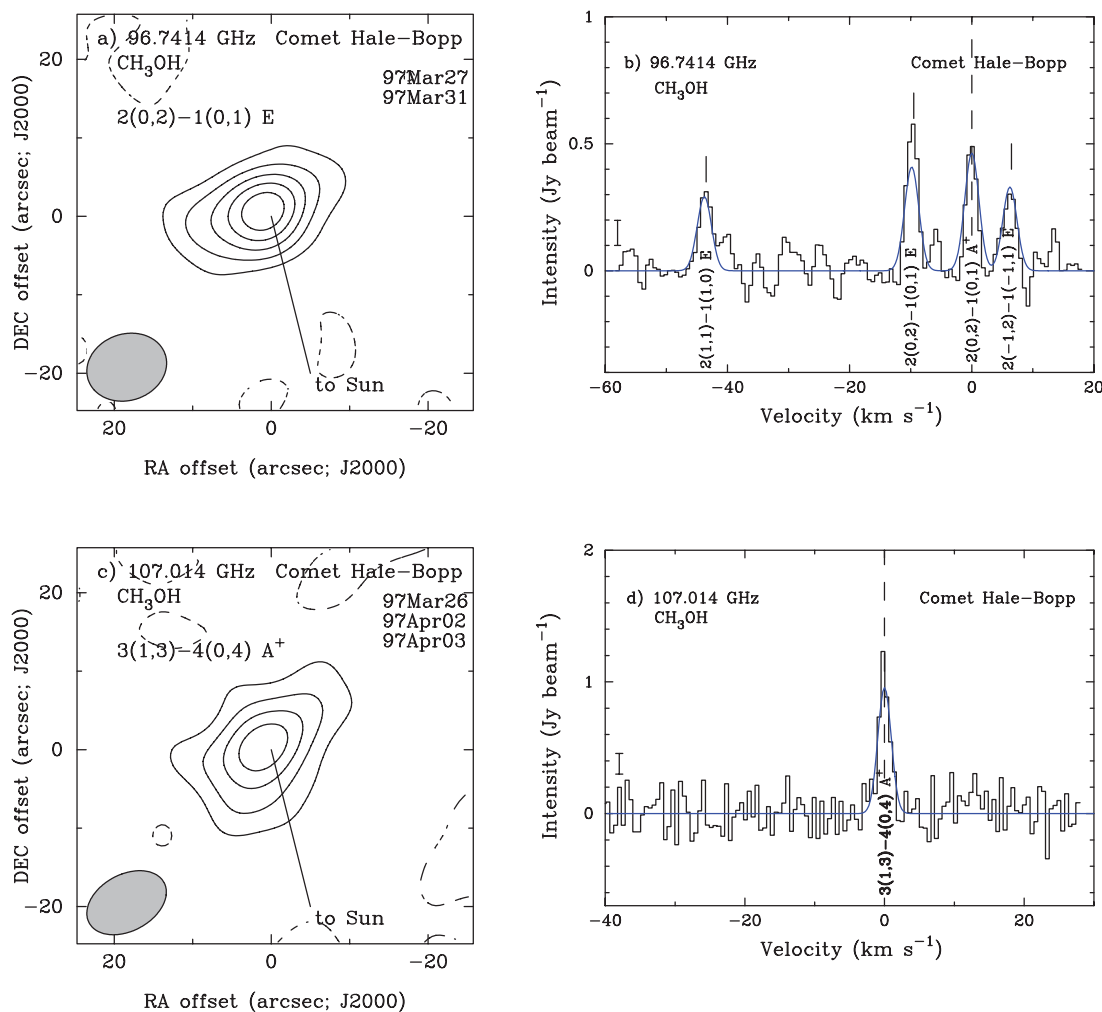 a) 96.7414 GHz Comet Hale-Bopp
CH3OH
97Mar27
97Mar31
2(0,2)-1(0,1) E
to Sun
DEC offset (arcsec; J2000)
20
0
-20
20 0 -20
RA offset (arcsec; J2000)
b) 96.7414 GHz Comet Hale-Bopp
CH3OH
2(1,1)-1(1,0) E
2(0,2)-1(0,1) E
2(0,2)-1(0,1) A+
2(-1,2)-1(-1,1) E
Intensity (Jy beam−1)
1
0.5
0
-60 -40 -20 0 20
Velocity (km s−1)
c) 107.014 GHz Comet Hale-Bopp
CH3OH
97Mar26
97Apr02
97Apr03
3(1,3)-4(0,4) A+
to Sun
DEC offset (arcsec; J2000)
20
0
-20
20 0 -20
RA offset (arcsec; J2000)
d) 107.014 GHz Comet Hale-Bopp
CH3OH
3(1,3)-4(0,4) A+
Intensity (Jy beam−1)
2
1
0
-40 -20 0 20
Velocity (km s−1)